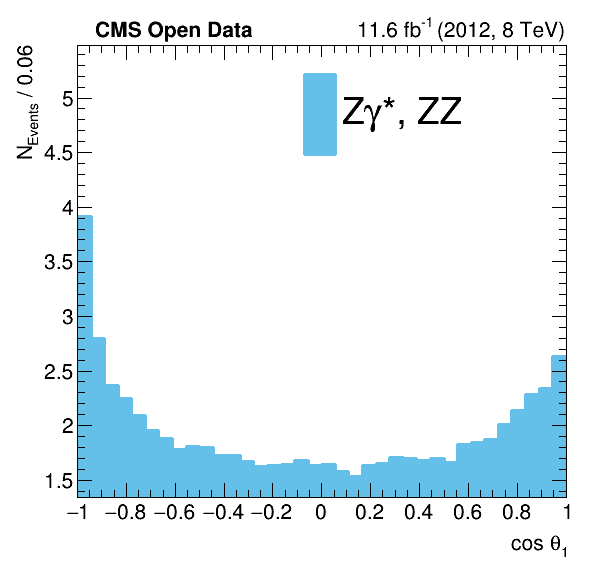 CMS Open Data 11.6 fb⁻¹ (2012, 8 TeV)
N_Events / 0.06
Zγ*, ZZ
5
4.5
4
3.5
3
2.5
2
1.5
−1 −0.8 −0.6 −0.4 −0.2 0 0.2 0.4 0.6 0.8 1
cos θ₁